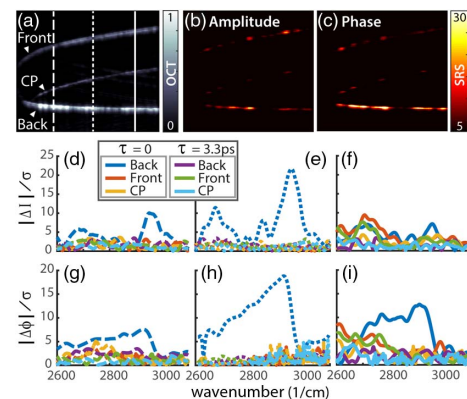 (a)
Front
CP
Back
1
OCT
0
(b) Amplitude
(c) Phase
30
SRS
5
τ = 0 τ = 3.3ps
Back Back
Front Front
CP CP
(d) (e) (f)
|ΔI| / σ
25
20
15
10
5
0
(g) (h) (i)
|Δϕ| / σ
20
15
10
5
0
2600 2800 3000 2600 2800 3000 2600 2800 3000
wavenumber (1/cm)